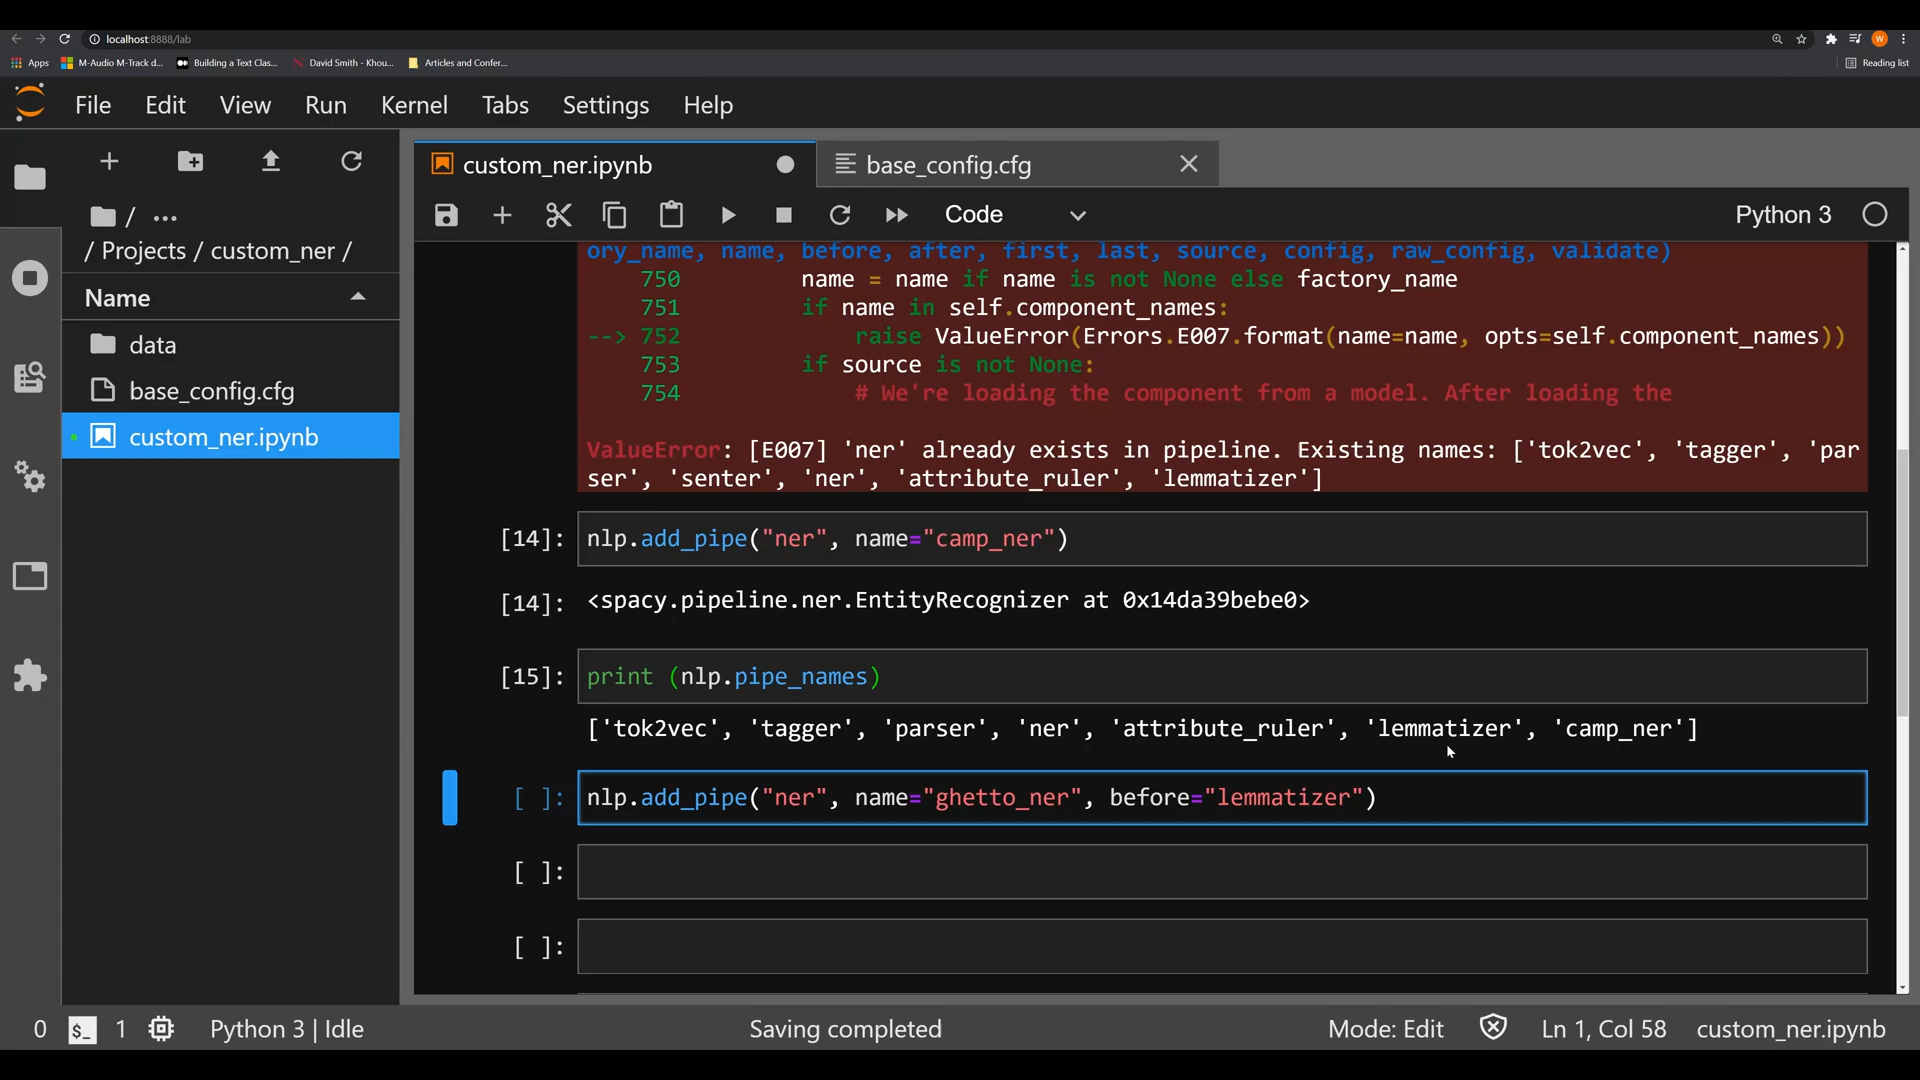 localhost:8888/lab
W
Apps M-Audio M-Track d... Building a Text Clas... David Smith - Khou... Articles and Confer... Reading list
File Edit View Run Kernel Tabs Settings Help
custom_ner.ipynb base_config.cfg
Code Python 3
/ ...
/ Projects / custom_ner /
Name
data
base_config.cfg
custom_ner.ipynb
ory_name, name, before, after, first, last, source, config, raw_config, validate)
750 name = name if name is not None else factory_name
751 if name in self.component_names:
--> 752 raise ValueError(Errors.E007.format(name=name, opts=self.component_names))
753 if source is not None:
754 # We're loading the component from a model. After loading the
ValueError: [E007] 'ner' already exists in pipeline. Existing names: ['tok2vec', 'tagger', 'par
ser', 'senter', 'ner', 'attribute_ruler', 'lemmatizer']
[14]: nlp.add_pipe("ner", name="camp_ner")
[14]: <spacy.pipeline.ner.EntityRecognizer at 0x14da39bebe0>
[15]: print (nlp.pipe_names)
['tok2vec', 'tagger', 'parser', 'ner', 'attribute_ruler', 'lemmatizer', 'camp_ner']
[ ]: nlp.add_pipe("ner", name="ghetto_ner", before="lemmatizer")
[ ]:
[ ]:
0 $_ 1 Python 3 | Idle Saving completed Mode: Edit Ln 1, Col 58 custom_ner.ipynb